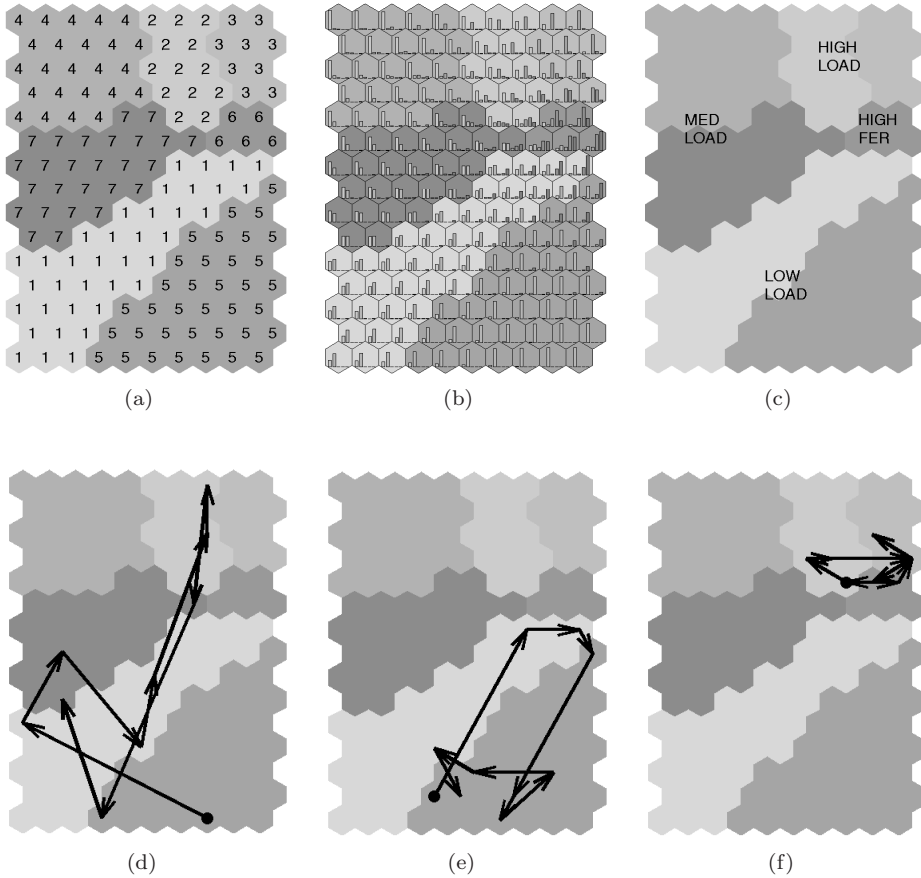 4 4 4 4 4 2 2 2 3 3
4 4 4 4 4 2 2 3 3 3
4 4 4 4 4 2 2 2 3 3
4 4 4 4 4 2 2 3 3 3
4 4 4 4 7 7 2 2 6 6
7 7 7 7 7 7 7 6 6 6
7 7 7 7 7 7 1 1 1 1
7 7 7 7 7 1 1 1 1 5
7 7 7 7 1 1 1 1 5 5
7 7 1 1 1 1 5 5 5 5
1 1 1 1 1 1 5 5 5 5
1 1 1 1 1 5 5 5 5 5
1 1 1 1 5 5 5 5 5 5
1 1 1 5 5 5 5 5 5 5
1 1 1 5 5 5 5 5 5 5
HIGH
LOAD
MED
LOAD
HIGH
FER
LOW
LOAD
(a)
(b)
(c)
(d)
(e)
(f)